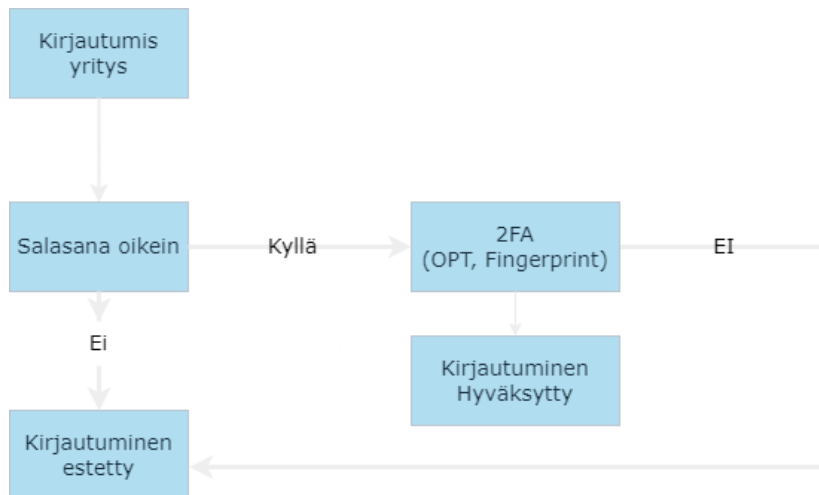 Kirjautumis
yritys
Salasana oikein
Kyllä
2FA
(OPT, Fingerprint)
EI
Ei
Kirjautuminen
Hyväksytty
Kirjautuminen
estetty